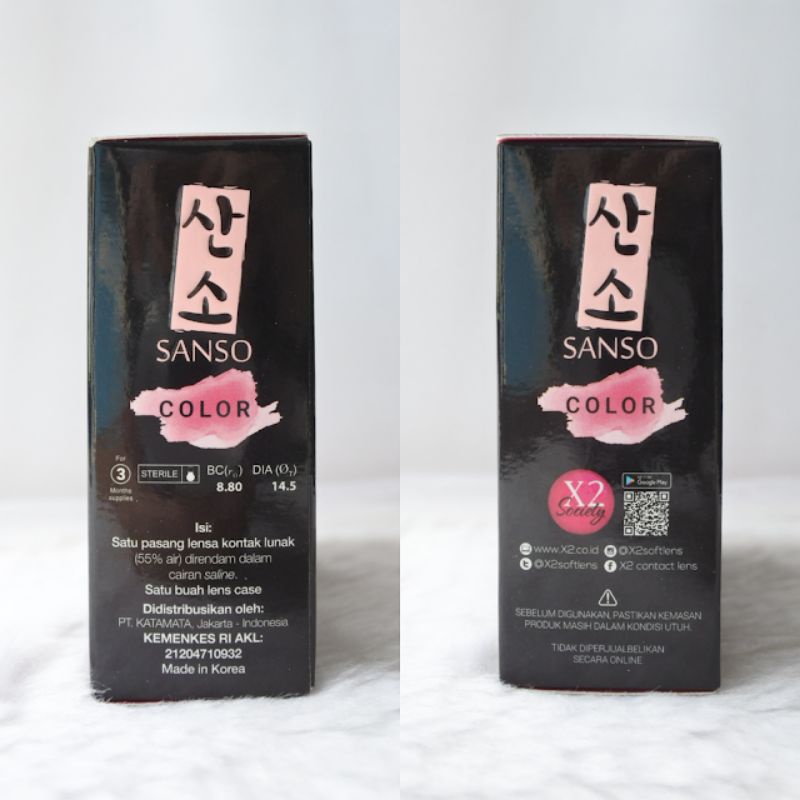 산
소
SANSO
COLOR
For
3
Months
supplies
STERILE
BC(r₀) DIA (Øᴛ)
8.80 14.5
Isi:
Satu pasang lensa kontak lunak
(55% air) direndam dalam
cairan saline.
Satu buah lens case
Didistribusikan oleh:
PT. KATAMATA, Jakarta - Indonesia
KEMENKES RI AKL:
21204710932
Made in Korea
산
소
SANSO
COLOR
X2
Society
Google Play
www.X2.co.id @X2softlens
@X2softlens X2 contact lens
SEBELUM DIGUNAKAN, PASTIKAN KEMASAN
PRODUK MASIH DALAM KONDISI UTUH.
TIDAK DIPERJUALBELIKAN
SECARA ONLINE